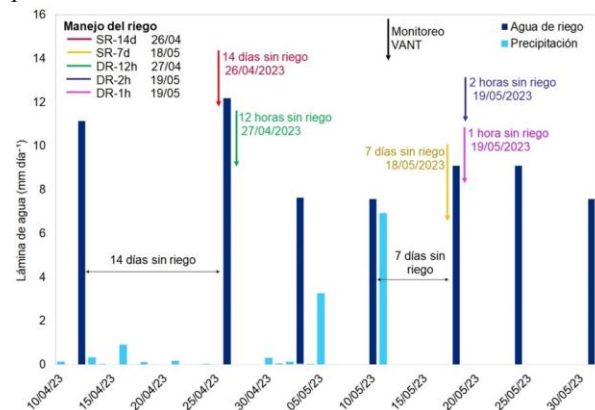 Manejo del riego
SR-14d 26/04
SR-7d 18/05
DR-12h 27/04
DR-2h 19/05
DR-1h 19/05
Monitoreo
VANT
Agua de riego
Precipitación
14 días sin riego
26/04/2023
12 horas sin riego
27/04/2023
2 horas sin riego
19/05/2023
1 hora sin riego
19/05/2023
7 días sin riego
18/05/2023
14 días sin riego
7 días sin
riego
Lámina de agua (mm día⁻¹)
16
14
12
10
8
6
4
2
0
10/04/23
15/04/23
20/04/23
25/04/23
30/04/23
05/05/23
10/05/23
15/05/23
20/05/23
25/05/23
30/05/23